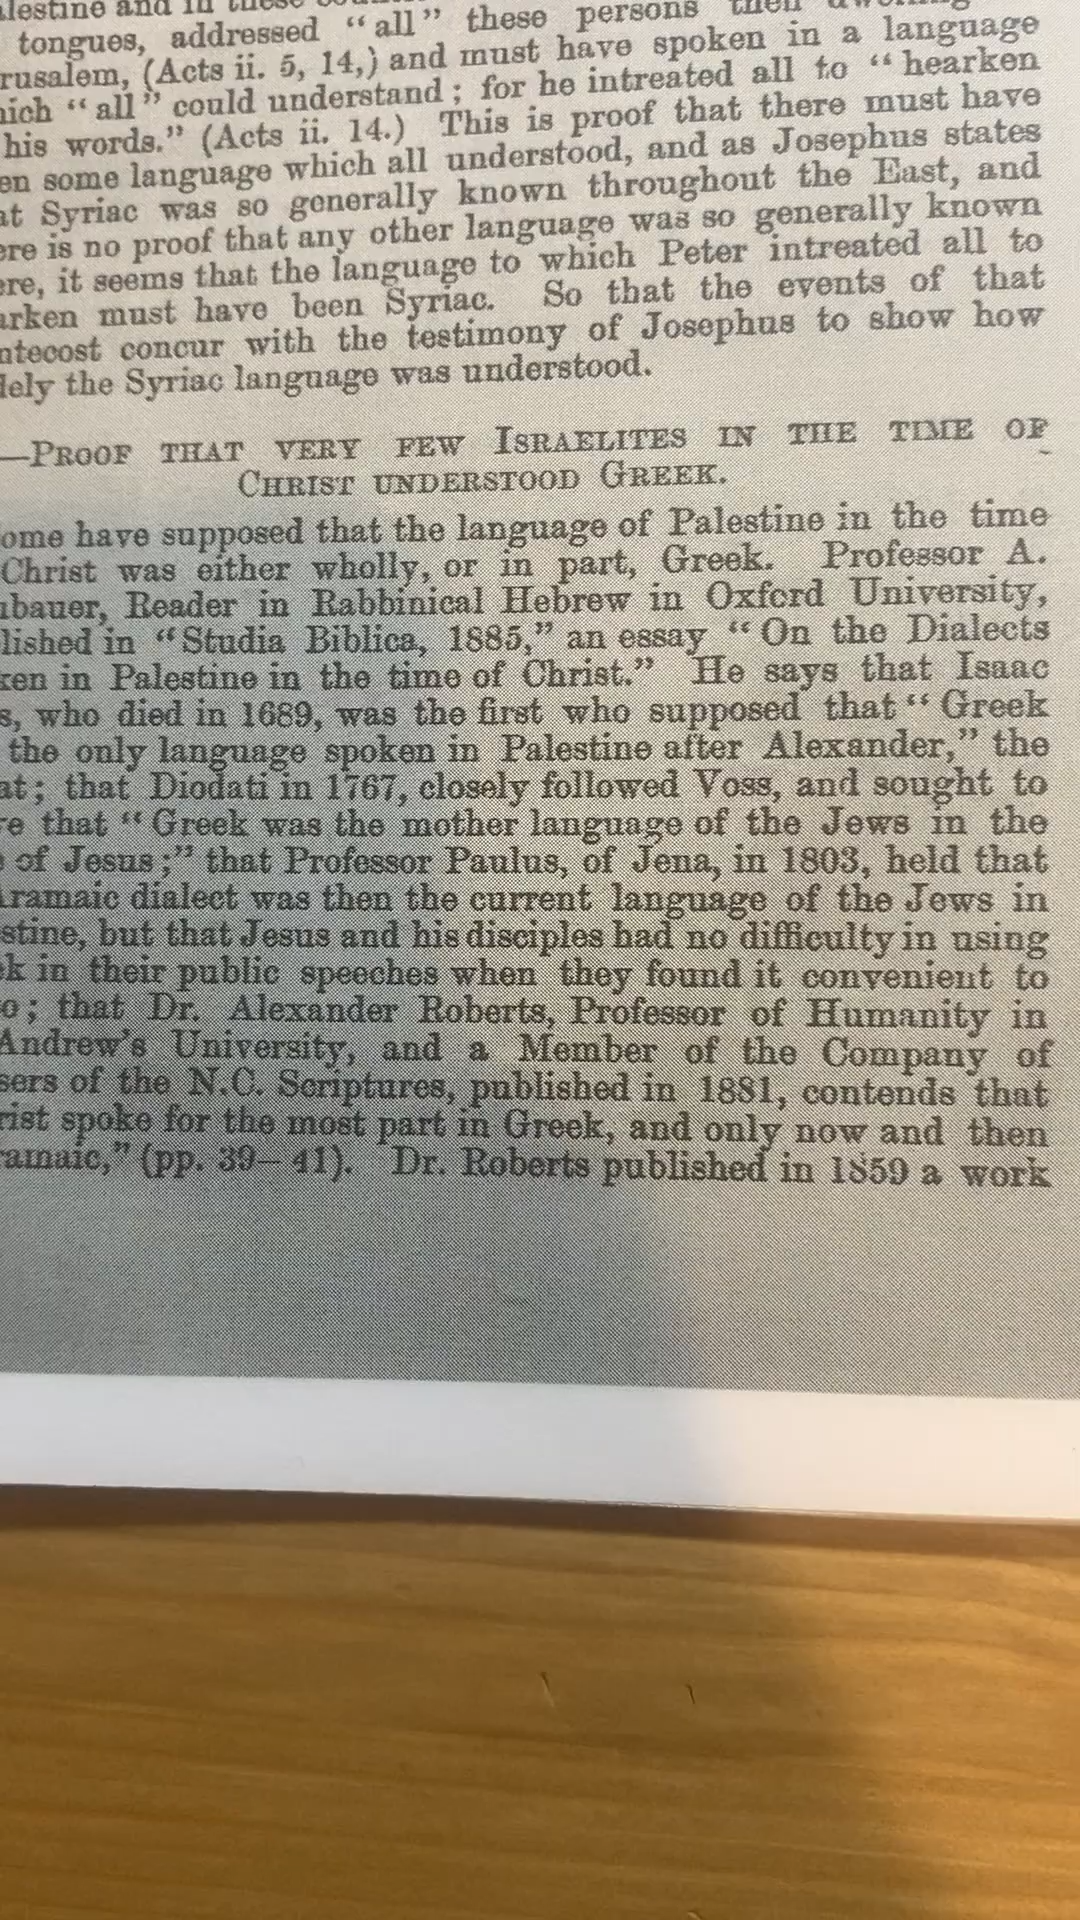 tongues, addressed “all” these persons then
rusalem, (Acts ii. 5, 14,) and must have spoken in a language
hich “all” could understand; for he intreated all to “hearken
his words.” (Acts ii. 14.) This is proof that there must have
en some language which all understood, and as Josephus states
at Syriac was so generally known throughout the East, and
ere is no proof that any other language was so generally known
ere, it seems that the language to which Peter intreated all to
arken must have been Syriac. So that the events of that
ntecost concur with the testimony of Josephus to show how
lely the Syriac language was understood.
—PROOF THAT VERY FEW ISRAELITES IN THE TIME OF
CHRIST UNDERSTOOD GREEK.
ome have supposed that the language of Palestine in the time
Christ was either wholly, or in part, Greek. Professor A.
ubauer, Reader in Rabbinical Hebrew in Oxford University,
lished in “Studia Biblica, 1885,” an essay “On the Dialects
ken in Palestine in the time of Christ.” He says that Isaac
s, who died in 1689, was the first who supposed that “Greek
the only language spoken in Palestine after Alexander,” the
at; that Diodati in 1767, closely followed Voss, and sought to
e that “Greek was the mother language of the Jews in the
of Jesus;” that Professor Paulus, of Jena, in 1803, held that
ramaic dialect was then the current language of the Jews in
stine, but that Jesus and his disciples had no difficulty in using
k in their public speeches when they found it convenient to
o; that Dr. Alexander Roberts, Professor of Humanity in
Andrew’s University, and a Member of the Company of
sers of the N.C. Scriptures, published in 1881, contends that
rist spoke for the most part in Greek, and only now and then
amaic,” (pp. 39–41). Dr. Roberts published in 1859 a work